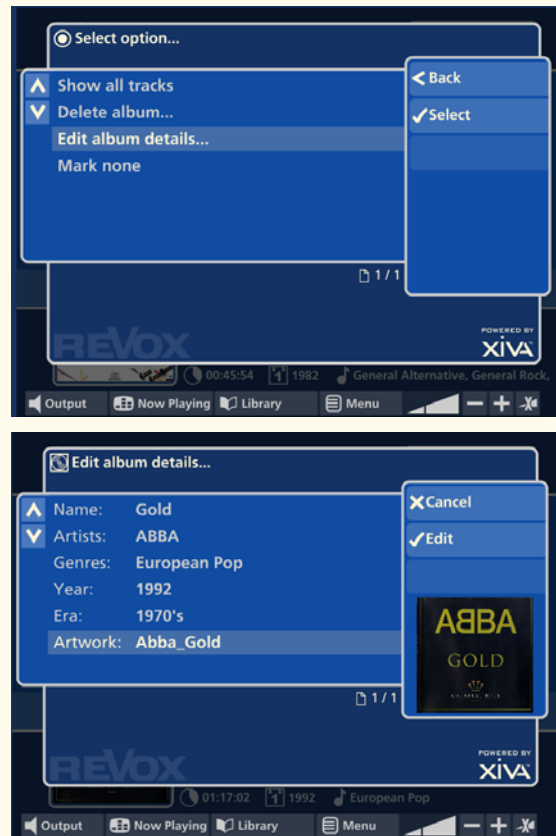 Select option...
Show all tracks
Delete album...
Edit album details...
Mark none
Back
Select
1/1
REVOX
POWERED BY
XiVA
00:45:54 1 1982 General Alternative, General Rock,
Output Now Playing Library Menu
Edit album details...
Name: Gold
Artists: ABBA
Genres: European Pop
Year: 1992
Era: 1970's
Artwork: Abba_Gold
Cancel
Edit
ABBA
GOLD
1/1
REVOX
POWERED BY
XiVA
01:17:02 1 1992 European Pop
Output Now Playing Library Menu